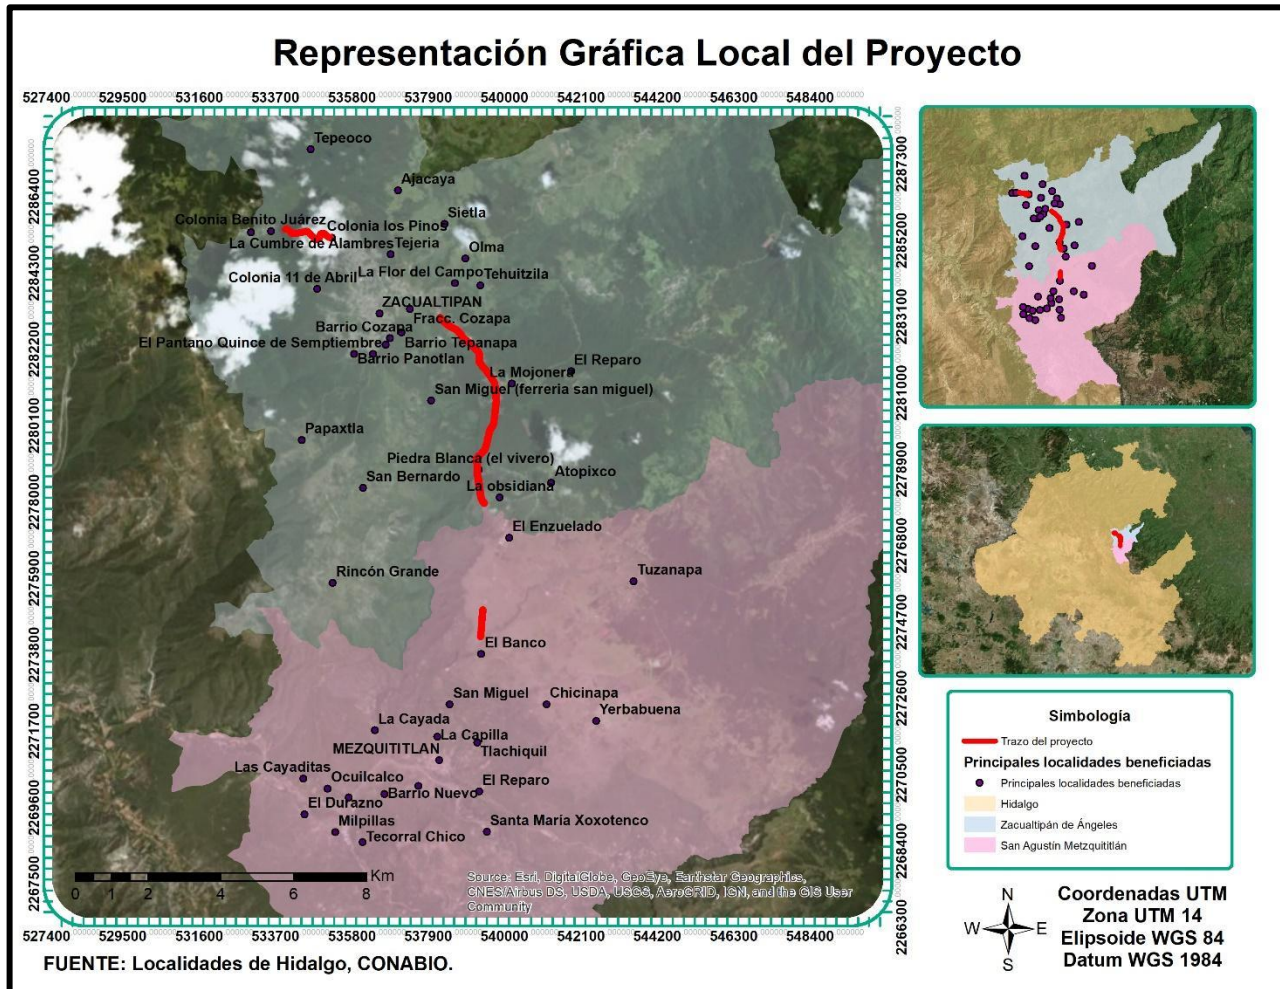 Representación Gráfica Local del Proyecto
527400 529500 531600 533700 535800 537900 540000 542100 544200 546300 548400
2286400
2284300
2282200
2280100
2278000
2275900
2273800
2271700
2269600
2267500
2287300
2285200
2283100
2281000
2278900
2276800
2274700
2272600
2270500
2268400
2266300
Tepeoco
Ajacaya
Sietla
Colonia Benito Juárez
Colonia los Pinos
La Cumbre de Alambres
Tejeria
Olma
La Flor del Campo
Tehuitzila
Colonia 11 de Abril
ZACUALTIPAN
Fracc. Cozapa
Barrio Cozapa
El Pantano
Quince de Semptiembre
Barrio Tepanapa
Barrio Panotlan
El Reparo
La Mojonera
San Miguel (ferreria san miguel)
Papaxtla
Piedra Blanca (el vivero)
San Bernardo
Atopixco
La obsidiana
El Enzuelado
Rincón Grande
Tuzanapa
El Banco
San Miguel
Chicinapa
Yerbabuena
La Cayada
La Capilla
MEZQUITITLAN
Tlachiquil
Las Cayaditas
Ocuilcalco
El Reparo
Barrio Nuevo
El Durazno
Milpillas
Santa María Xoxotenco
Tecorral Chico
Km
0 1 2 4 6 8
Source: Esri, DigitalGlobe, GeoEye, Earthstar Geographics,
CNES/Airbus DS, USDA, USGS, AeroGRID, IGN, and the GIS User
Community
527400 529500 531600 533700 535800 537900 540000 542100 544200 546300 548400
FUENTE: Localidades de Hidalgo, CONABIO.
Simbología
Trazo del proyecto
Principales localidades beneficiadas
Principales localidades beneficiadas
Hidalgo
Zacualtipán de Ángeles
San Agustín Metzquititlán
N
W E
S
Coordenadas UTM
Zona UTM 14
Elipsoide WGS 84
Datum WGS 1984